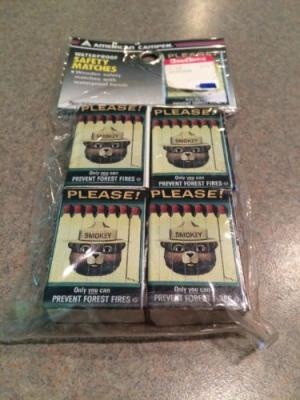 AMERICAN CAMPER
WATERPROOF
SAFETY
MATCHES
Wooden safety
matches with
waterproof heads
PLEASE
PLEASE!
SMOKEY
Only you can
PREVENT FOREST FIRES
PLEASE!
SMOKEY
Only you can
PREVENT FOREST FIRES
PLEASE!
SMOKEY
Only you can
PREVENT FOREST FIRES
PLEASE!
SMOKEY
Only you can
PREVENT FOREST